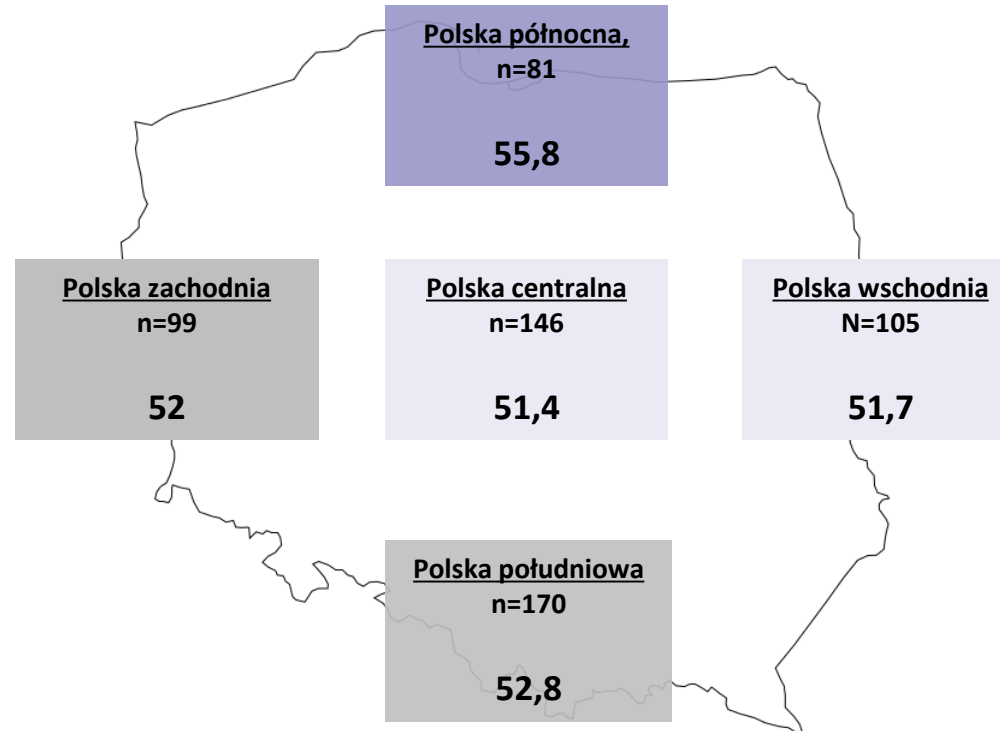 Polska północna,
n=81
55,8
Polska zachodnia
n=99
52
Polska centralna
n=146
51,4
Polska wschodnia
N=105
51,7
Polska południowa
n=170
52,8